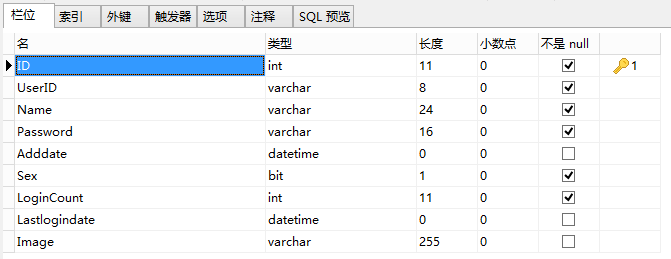 栏位 索引 外键 触发器 选项 注释 SQL 预览
名 类型 长度 小数点 不是 null
ID int 11 0 1
UserID varchar 8 0
Name varchar 24 0
Password varchar 16 0
Adddate datetime 0 0
Sex bit 1 0
LoginCount int 11 0
Lastlogindate datetime 0 0
Image varchar 255 0